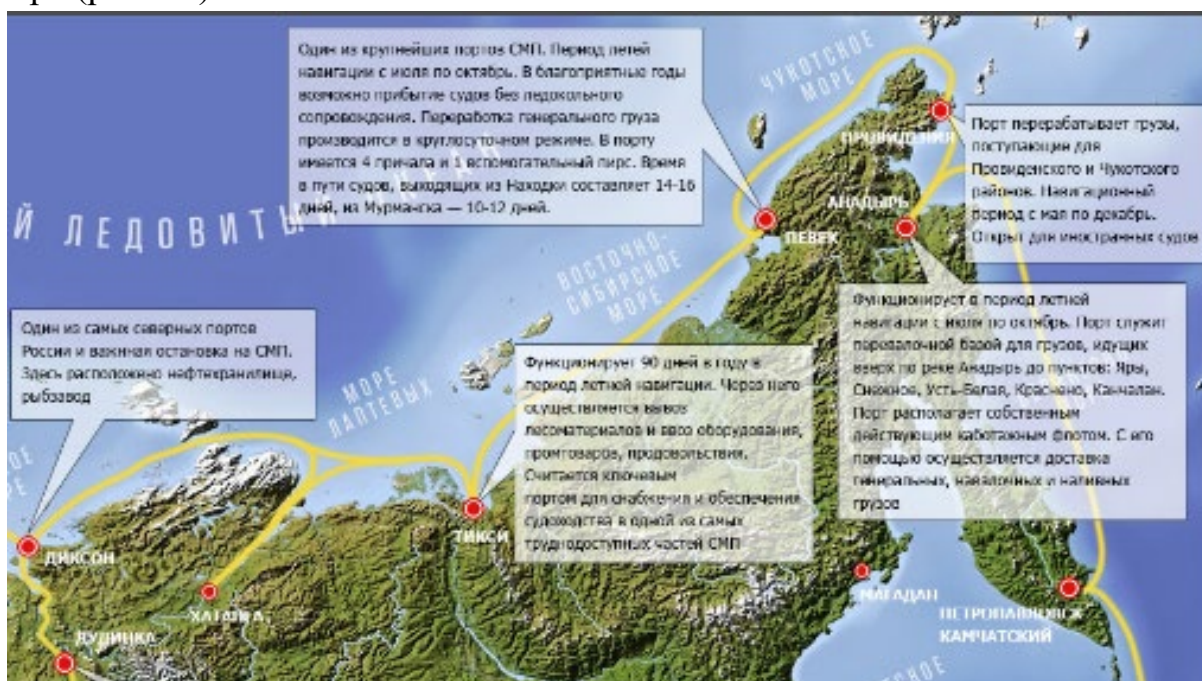 Один из крупнейших портов СМП. Период летей
навигации с июля по октябрь. В благоприятные годы
возможно прибытие судов без ледокольного
сопровождения. Переработка генерального груза
производится в круглосуточном режиме. В порту
имеется 4 причала и 1 вспомогательный пирс. Время
в пути судов, выходящих из Находки составляет 14-16
дней, из Мурманска — 10-12 дней.
ЧУКОТСКОЕ
МОРЕ
ПРОВИДЕНИЯ
Порт перерабатывает грузы,
поступающие для
Провиденского и Чукотского
районов. Навигационный
период с мая по декабрь.
Открыт для иностранных судов
АНАДЫРЬ
ПЕВЕК
Й ЛЕДОВИТЫЙ
ВОСТОЧНО-
СИБИРСКОЕ
МОРЕ
Функционирует в период летней
навигации с июля по октябрь. Порт служит
перевалочной базой для грузов, идущих
вверх по реке Анадырь до пунктов: Яры,
Снежное, Усть-Белая, Краснено, Канчалан.
Порт располагает собственным
действующим каботажным флотом. С его
помощью осуществляется доставка
генеральных, навалочных и наливных
грузов
Один из самых северных портов
России и важнная остановка на СМП.
Здесь расположено нефтехранилище,
рыбзавод
МОРЕ
ЛАПТЕВЫХ
Функционирует 90 дней в году в
период летней навигации. Через него
осуществляется вывоз
лесоматериалов и ввоз оборудования,
промтоваров, продовольствия.
Считается ключевым
портом для снабжения и обеспечения
судоходства в одной из самых
труднодоступных частей СМП
ТИКСИ
ДИКСОН
ХАТАНГА
ДУДИНКА
МАГАДАН
ПЕТРОПАВЛОВСК
КАМЧАТСКИЙ